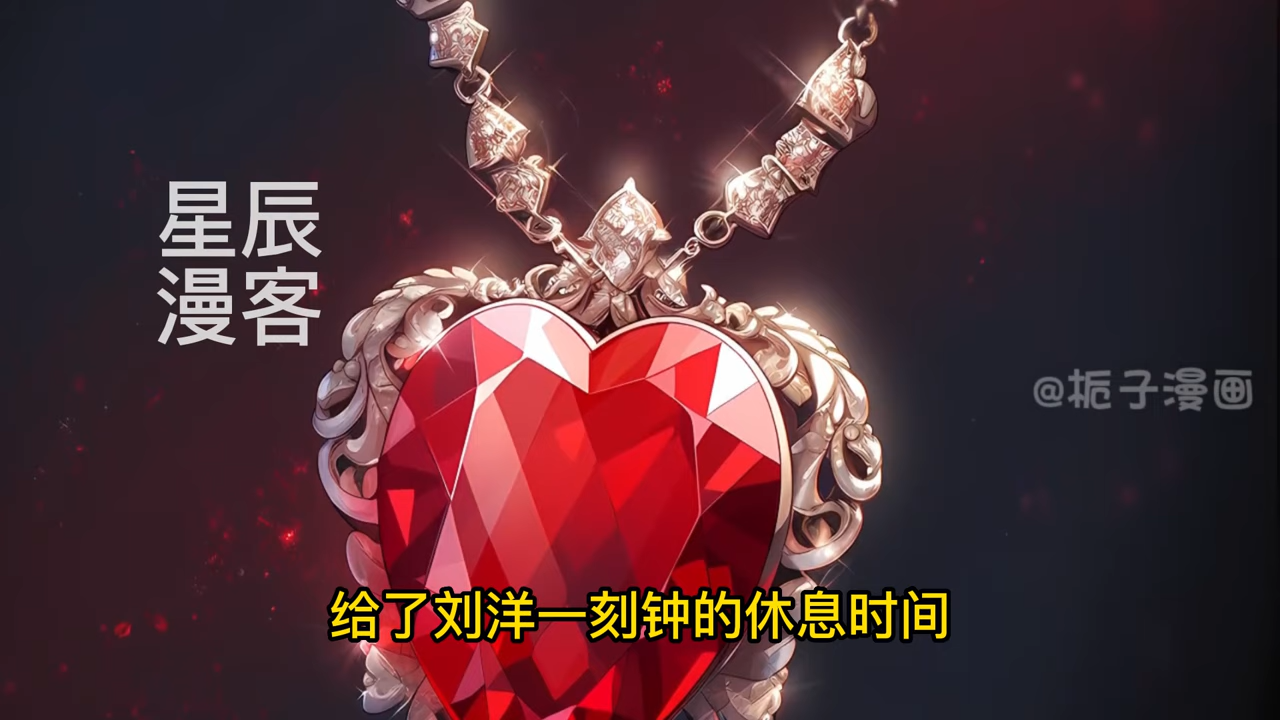 星辰
漫客
@栀子漫画
给了刘洋一刻钟的休息时间